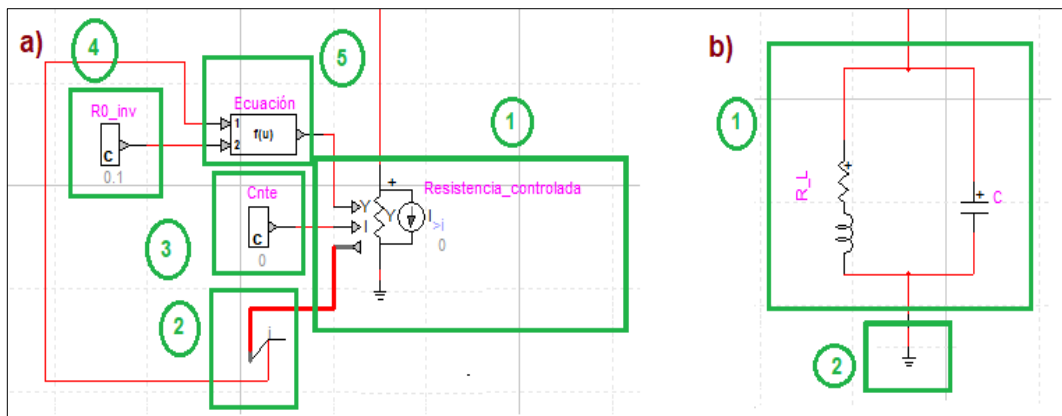 a)
4
5
R0_inv
C
0.1
Ecuación
1
2
f(u)
1
Cnte
C
0
3
+
Resistencia_controlada
Y
Y
I
I
>i
0
2
i
b)
1
+
R_L
+
C
2